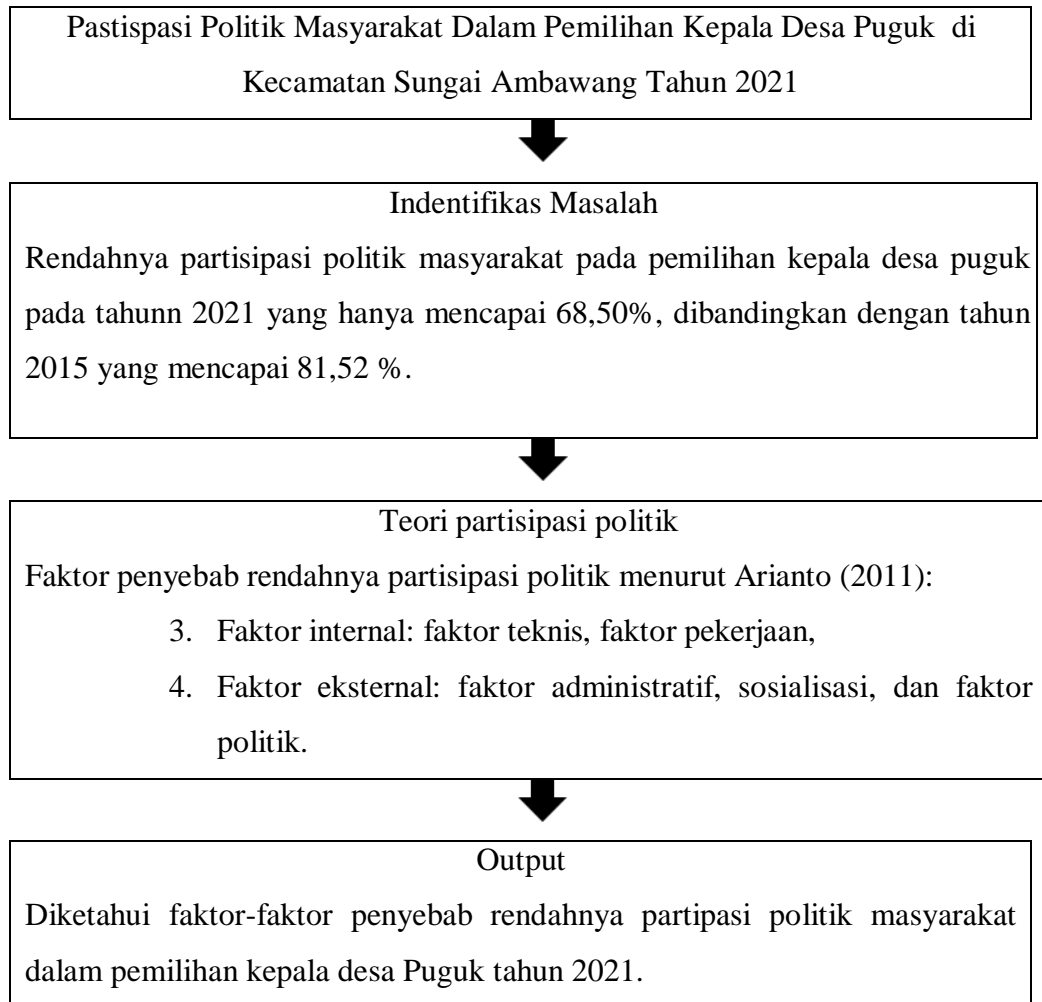 Pastispasi Politik Masyarakat Dalam Pemilihan Kepala Desa Puguk di
Kecamatan Sungai Ambawang Tahun 2021
Indentifikas Masalah
Rendahnya partisipasi politik masyarakat pada pemilihan kepala desa puguk
pada tahunn 2021 yang hanya mencapai 68,50%, dibandingkan dengan tahun
2015 yang mencapai 81,52 %.
Teori partisipasi politik
Faktor penyebab rendahnya partisipasi politik menurut Arianto (2011):
3. Faktor internal: faktor teknis, faktor pekerjaan,
4. Faktor eksternal: faktor administratif, sosialisasi, dan faktor
politik.
Output
Diketahui faktor-faktor penyebab rendahnya partipasi politik masyarakat
dalam pemilihan kepala desa Puguk tahun 2021.